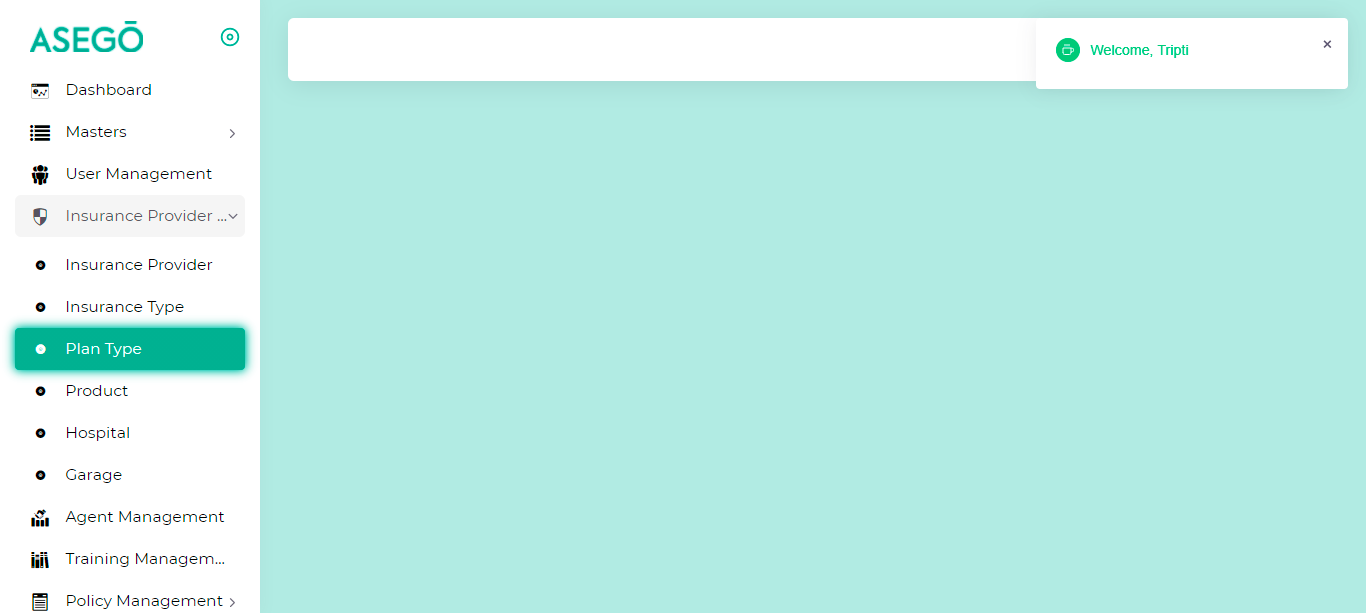 ASEGŌ
Welcome, Tripti
Dashboard
Masters
User Management
Insurance Provider ...
Insurance Provider
Insurance Type
Plan Type
Product
Hospital
Garage
Agent Management
Training Managem...
Policy Management